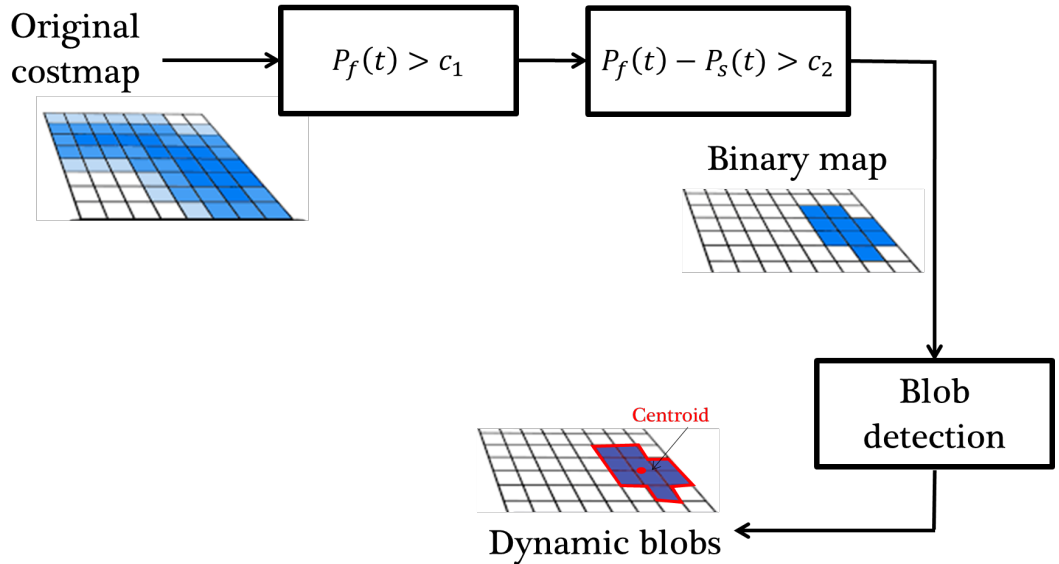 Original
costmap
P_f(t) > c_1
P_f(t) − P_s(t) > c_2
Binary map
Blob
detection
Centroid
Dynamic blobs